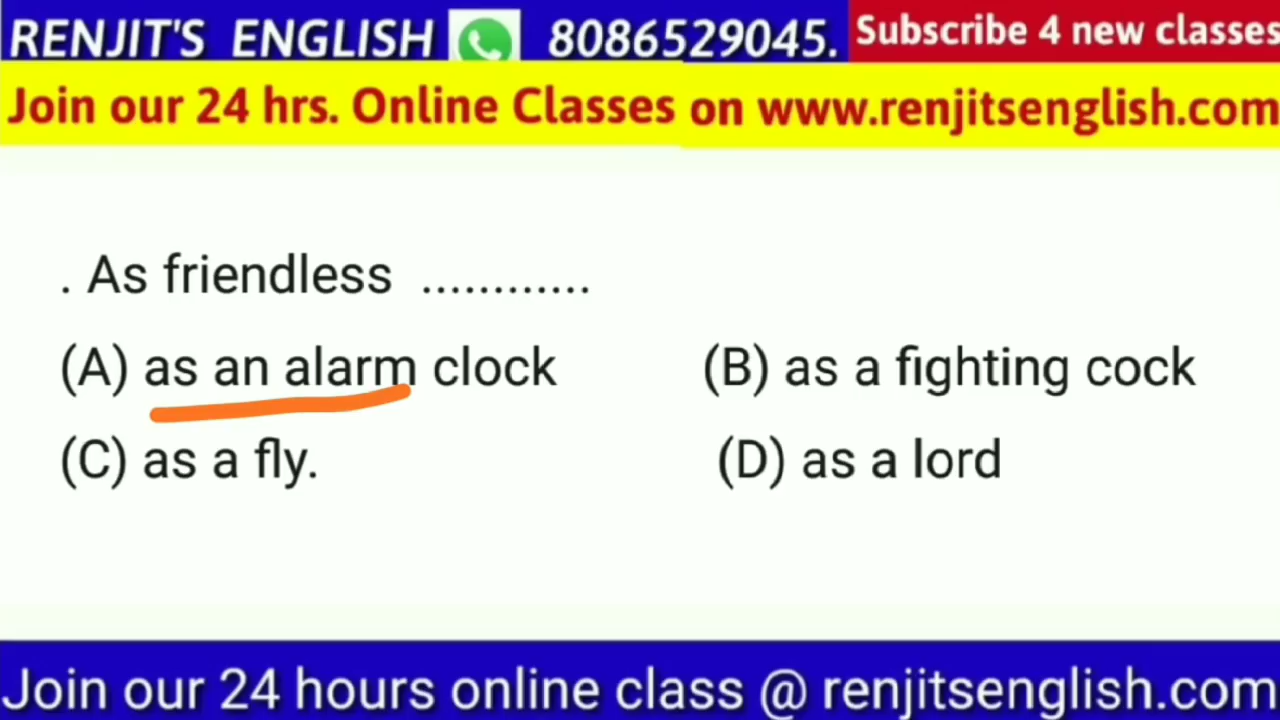 RENJIT'S ENGLISH 8086529045. Subscribe 4 new classes
Join our 24 hrs. Online Classes on www.renjitsenglish.com
. As friendless ............
(A) as an alarm clock (B) as a fighting cock
(C) as a fly. (D) as a lord
Join our 24 hours online class @ renjitsenglish.com